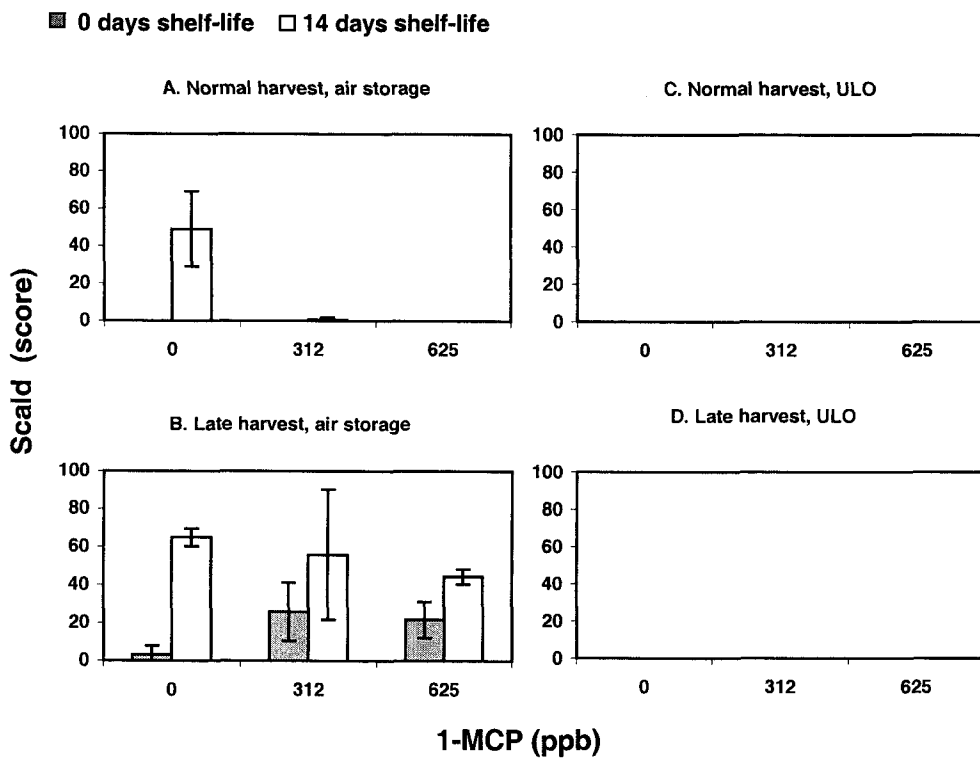 0 days shelf-life 14 days shelf-life
A. Normal harvest, air storage
100
80
60
40
20
0
0 312 625
C. Normal harvest, ULO
100
80
60
40
20
0
0 312 625
Scald (score)
B. Late harvest, air storage
100
80
60
40
20
0
0 312 625
D. Late harvest, ULO
100
80
60
40
20
0
0 312 625
1-MCP (ppb)